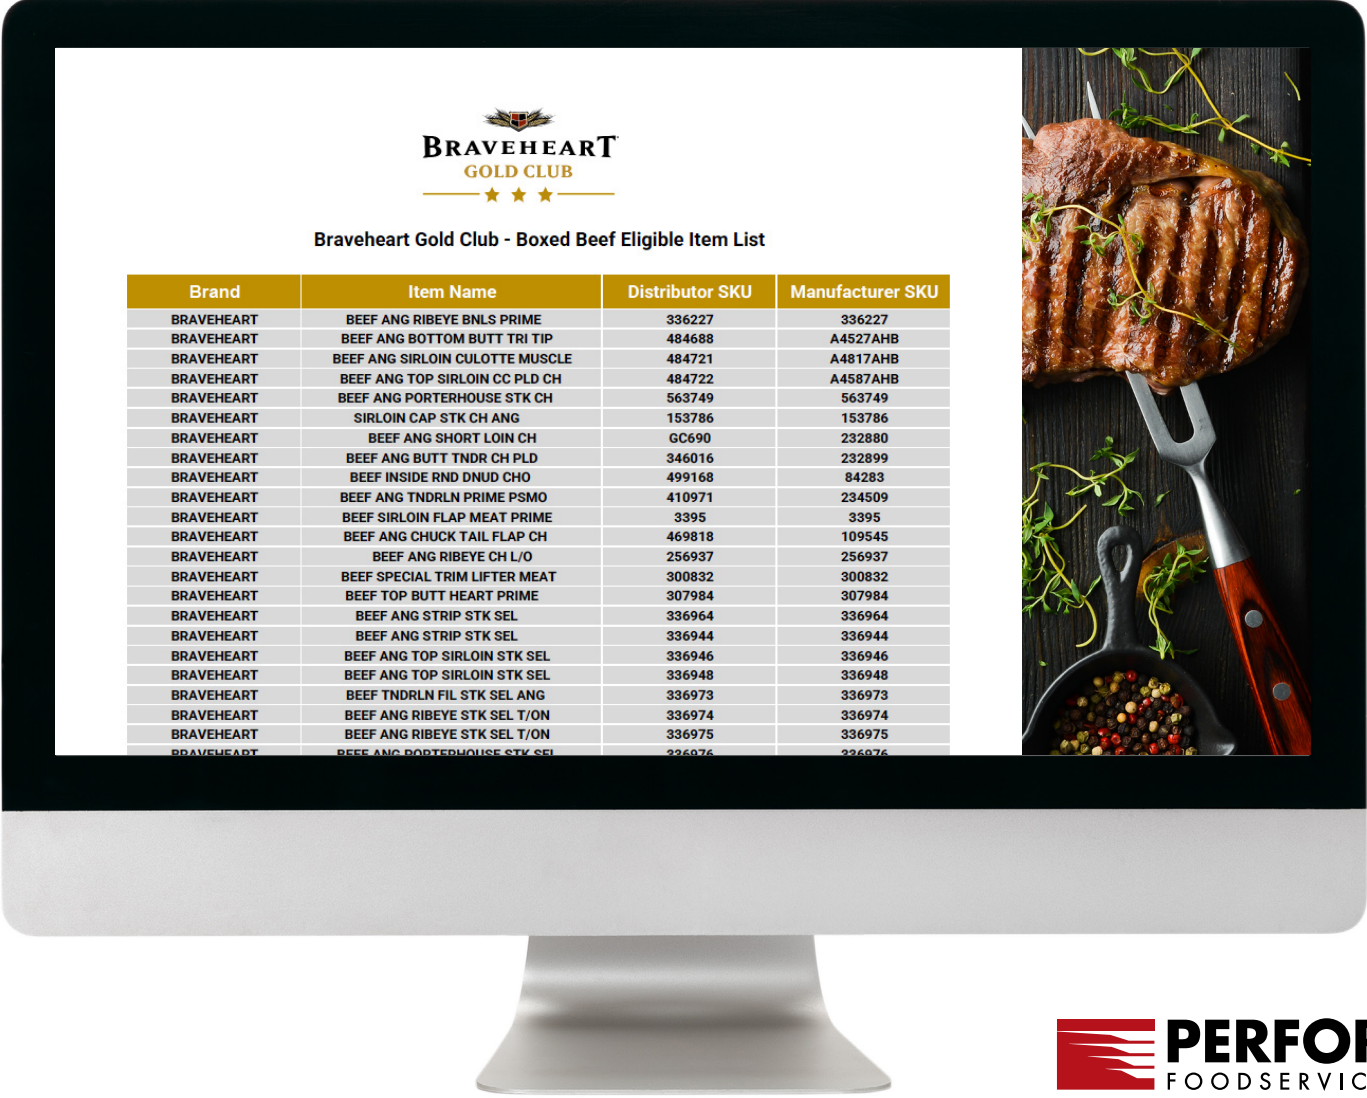 BRAVEHEART
GOLD CLUB
Braveheart Gold Club - Boxed Beef Eligible Item List
Brand Item Name Distributor SKU Manufacturer SKU
BRAVEHEART BEEF ANG RIBEYE BNLS PRIME 336227 336227
BRAVEHEART BEEF ANG BOTTOM BUTT TRI TIP 484688 A4527AHB
BRAVEHEART BEEF ANG SIRLOIN CULOTTE MUSCLE 484721 A4817AHB
BRAVEHEART BEEF ANG TOP SIRLOIN CC PLD CH 484722 A4587AHB
BRAVEHEART BEEF ANG PORTERHOUSE STK CH 563749 563749
BRAVEHEART SIRLOIN CAP STK CH ANG 153786 153786
BRAVEHEART BEEF ANG SHORT LOIN CH GC690 232880
BRAVEHEART BEEF ANG BUTT TNDR CH PLD 346016 232899
BRAVEHEART BEEF INSIDE RND DNUD CHO 499168 84283
BRAVEHEART BEEF ANG TNDRLN PRIME PSMO 410971 234509
BRAVEHEART BEEF SIRLOIN FLAP MEAT PRIME 3395 3395
BRAVEHEART BEEF ANG CHUCK TAIL FLAP CH 469818 109545
BRAVEHEART BEEF ANG RIBEYE CH L/O 256937 256937
BRAVEHEART BEEF SPECIAL TRIM LIFTER MEAT 300832 300832
BRAVEHEART BEEF TOP BUTT HEART PRIME 307984 307984
BRAVEHEART BEEF ANG STRIP STK SEL 336964 336964
BRAVEHEART BEEF ANG STRIP STK SEL 336944 336944
BRAVEHEART BEEF ANG TOP SIRLOIN STK SEL 336946 336946
BRAVEHEART BEEF ANG TOP SIRLOIN STK SEL 336948 336948
BRAVEHEART BEEF TNDRLN FIL STK SEL ANG 336973 336973
BRAVEHEART BEEF ANG RIBEYE STK SEL T/ON 336974 336974
BRAVEHEART BEEF ANG RIBEYE STK SEL T/ON 336975 336975
BRAVEHEART BEEF ANG PORTERHOUSE STK SEL 336976 336976
PERFO
FOODSERVIC